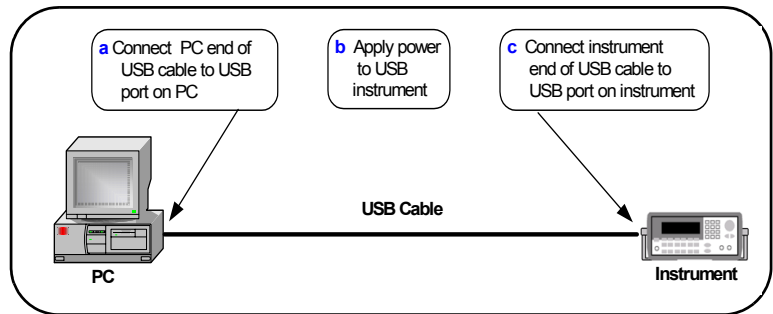 a Connect PC end of
USB cable to USB
port on PC
b Apply power
to USB
instrument
c Connect instrument
end of USB cable to
USB port on instrument
USB Cable
PC
Instrument